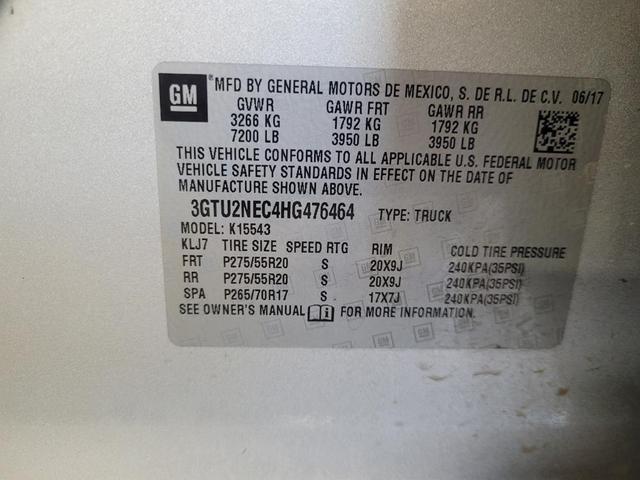 GM ® MFD BY GENERAL MOTORS DE MEXICO, S. DE R.L. DE C.V. 06/17
GVWR GAWR FRT GAWR RR
3266 KG 1792 KG 1792 KG
7200 LB 3950 LB 3950 LB
THIS VEHICLE CONFORMS TO ALL APPLICABLE U.S. FEDERAL MOTOR
VEHICLE SAFETY STANDARDS IN EFFECT ON THE DATE OF
MANUFACTURE SHOWN ABOVE.
3GTU2NEC4HG476464 TYPE: TRUCK
MODEL: K15543
KLJ7 TIRE SIZE SPEED RTG RIM COLD TIRE PRESSURE
FRT P275/55R20 S 20X9J 240KPA(35PSI)
RR P275/55R20 S 20X9J 240KPA(35PSI)
SPA P265/70R17 S 17X7J 240KPA(35PSI)
SEE OWNER'S MANUAL FOR MORE INFORMATION.